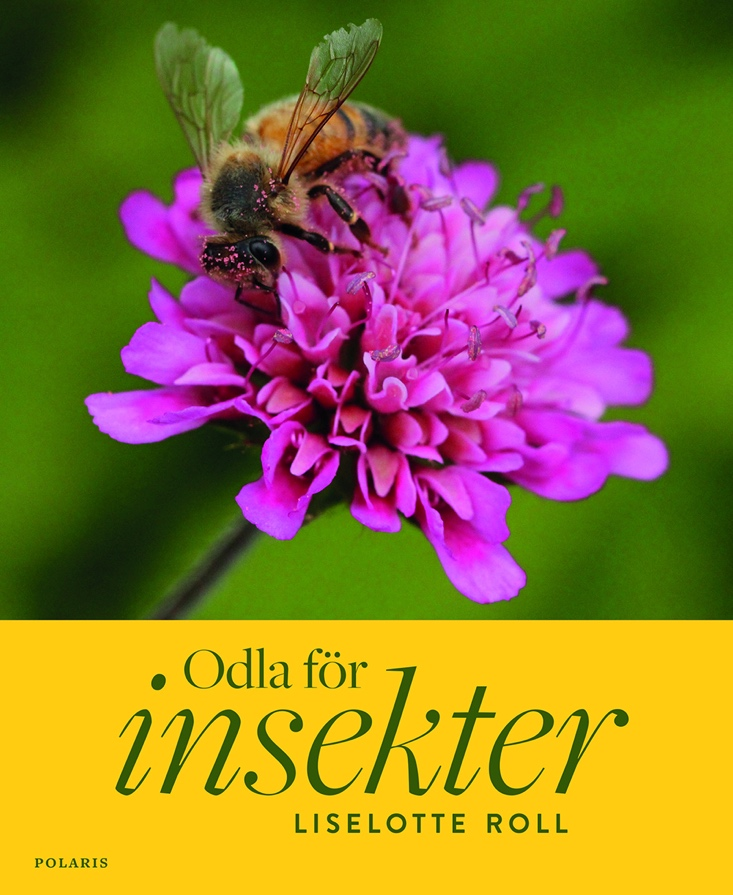 Odla för
insekter
LISELOTTE ROLL
POLARIS